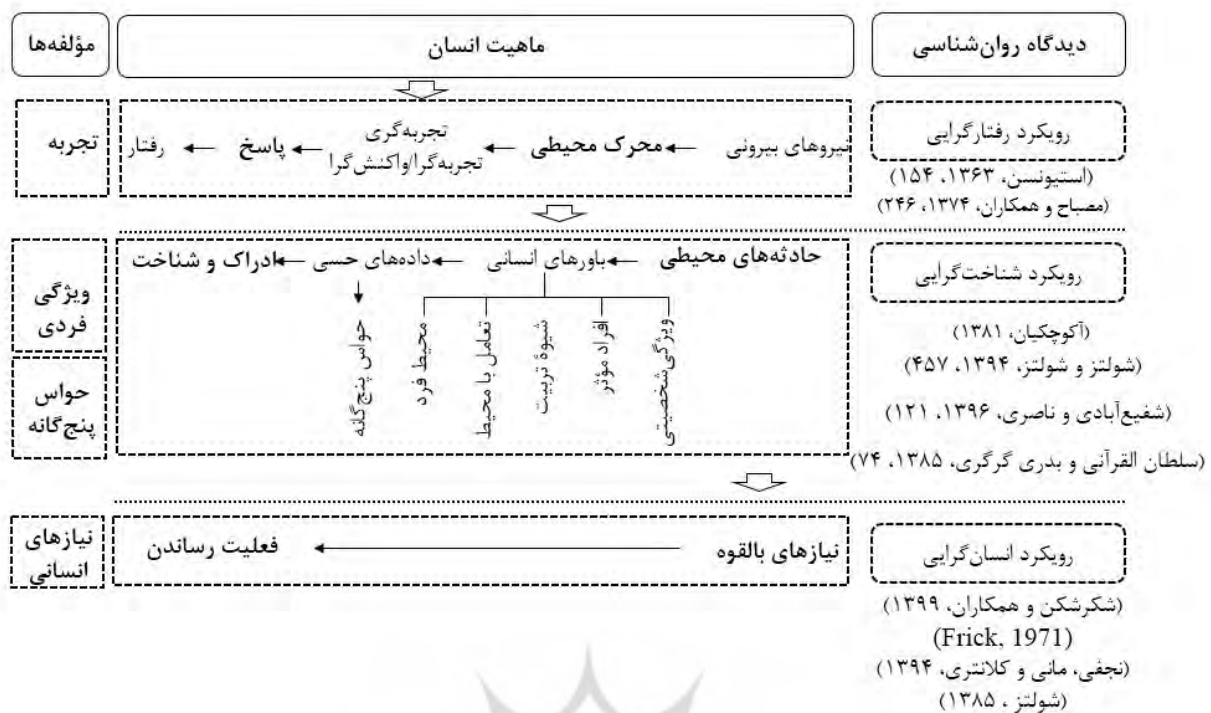 دیدگاه روان‌شناسی
ماهیت انسان
مؤلفه‌ها
رویکرد رفتارگرایی
(استیونسن، ۱۳۶۳، ۱۵۴)
(مصباح و همکاران، ۱۳۷۴، ۲۴۶)
نیروهای بیرونی
محرک محیطی
تجربه‌گری
تجربه‌گرا/واکنش‌گرا
پاسخ
رفتار
تجربه
رویکرد شناخت‌گرایی
(آکوچکیان، ۱۳۸۱)
(شولتز و شولتز، ۱۳۹۴، ۴۵۷)
(شفیع‌آبادی و ناصری، ۱۳۹۶، ۱۲۱)
(سلطان القرآنی و بدری گرگری، ۱۳۸۵، ۷۴)
حادثه‌های محیطی
باورهای انسانی
داده‌های حسی
ادراک و شناخت
ویژگی‌شخصیتی
افراد مؤثر
شیوهٔ تربیت
تعامل با محیط
محیط فرد
حواس پنج‌گانه
ویژگی
فردی
حواس
پنج‌گانه
رویکرد انسان‌گرایی
(شکرشکن و همکاران، ۱۳۹۹)
(Frick, 1971)
(نجفی، مانی و کلانتری، ۱۳۹۴)
(شولتز ، ۱۳۸۵)
نیازهای بالقوه
فعلیت رساندن
نیازهای
انسانی